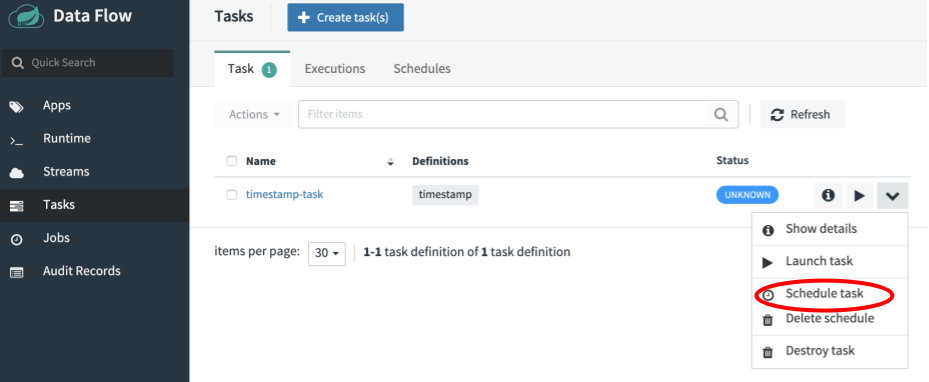 Data Flow
Quick Search
Apps
Runtime
Streams
Tasks
Jobs
Audit Records
Tasks
Create task(s)
Task 1 Executions Schedules
Actions Filter items Refresh
Name Definitions Status
timestamp-task timestamp UNKNOWN
Show details
Launch task
Schedule task
Delete schedule
Destroy task
items per page: 30 1-1 task definition of 1 task definition